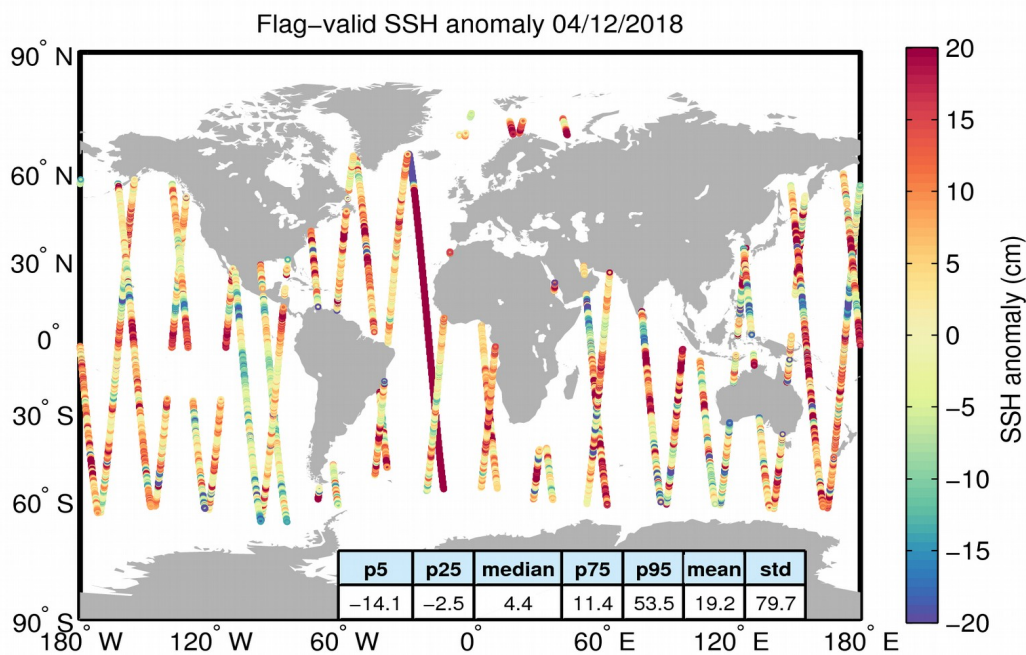 Flag−valid SSH anomaly 04/12/2018
90° N
60° N
30° N
0°
30° S
60° S
90° S
180° W 120° W 60° W 0° 60° E 120° E 180° E
p5 p25 median p75 p95 mean std
−14.1 −2.5 4.4 11.4 53.5 19.2 79.7
20
15
10
5
0
−5
−10
−15
−20
SSH anomaly (cm)